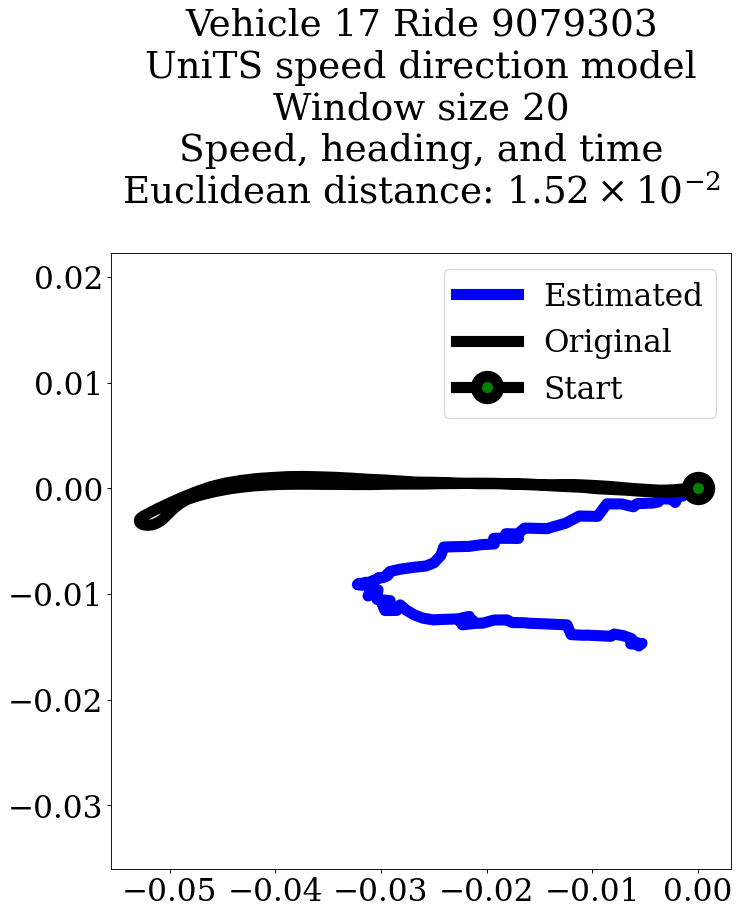 Vehicle 17 Ride 9079303
UniTS speed direction model
Window size 20
Speed, heading, and time
Euclidean distance: 1.52 × 10⁻²
0.02
0.01
0.00
−0.01
−0.02
−0.03
Estimated
Original
Start
−0.05 −0.04 −0.03 −0.02 −0.01 0.00